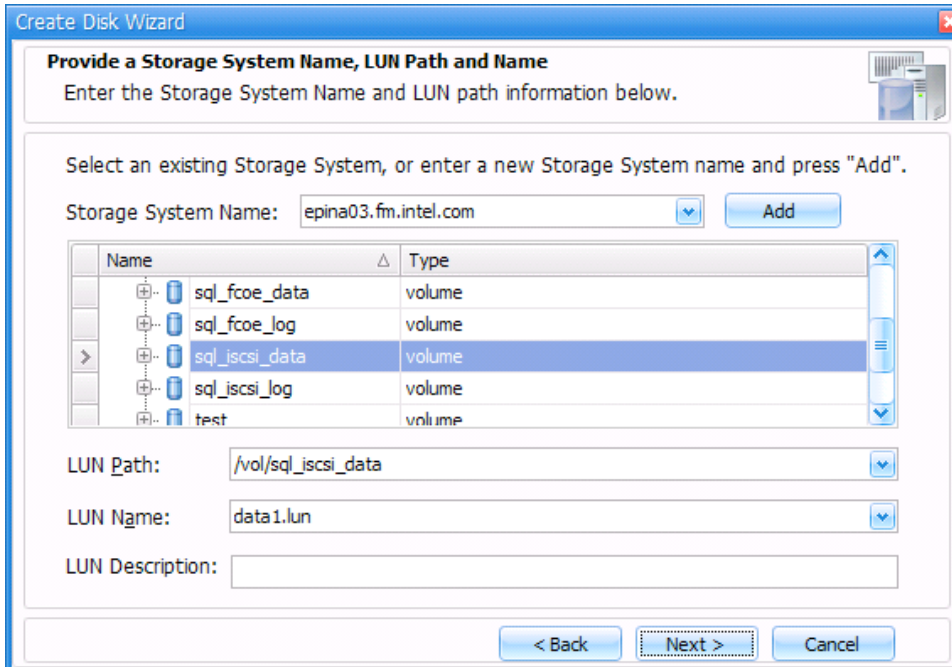 Create Disk Wizard
Provide a Storage System Name, LUN Path and Name
Enter the Storage System Name and LUN path information below.
Select an existing Storage System, or enter a new Storage System name and press "Add".
Storage System Name: epina03.fm.intel.com Add
Name Type
sql_fcoe_data volume
sql_fcoe_log volume
sql_iscsi_data volume
sql_iscsi_log volume
test volume
LUN Path: /vol/sql_iscsi_data
LUN Name: data1.lun
LUN Description:
< Back Next > Cancel